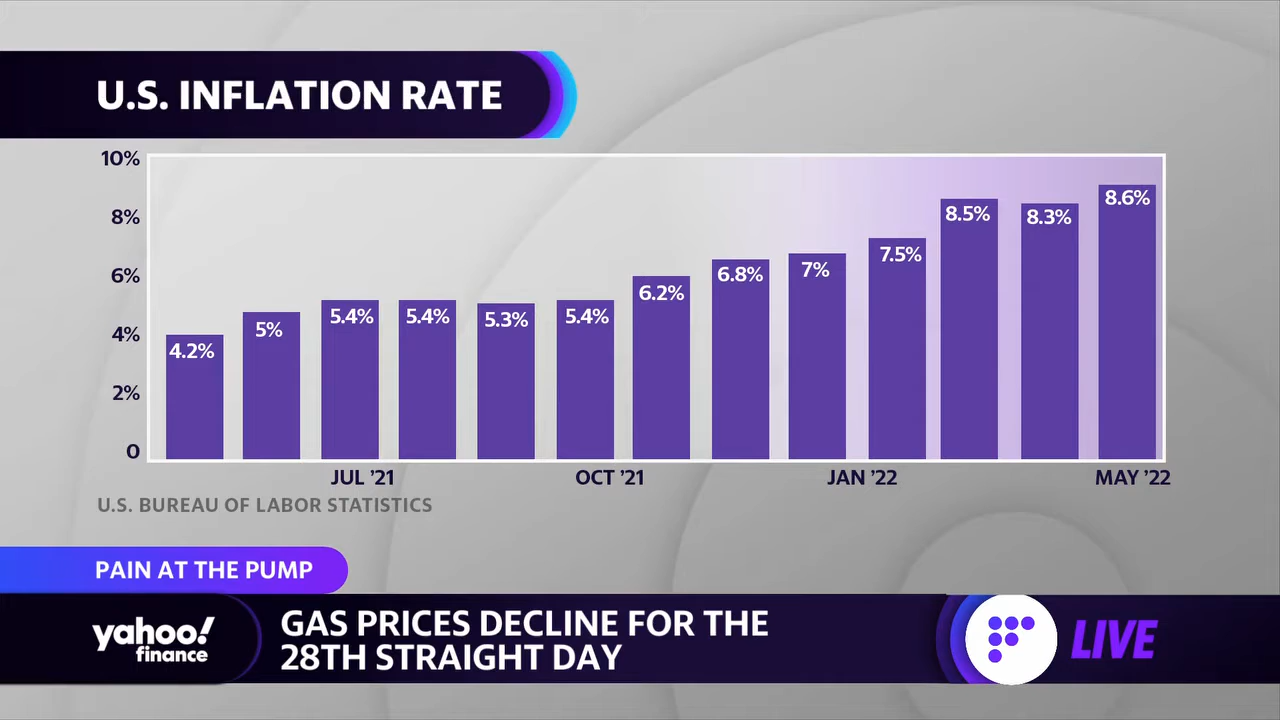 U.S. INFLATION RATE
10%
8%
6%
4%
2%
0
4.2%
5%
5.4%
5.4%
5.3%
5.4%
6.2%
6.8%
7%
7.5%
8.5%
8.3%
8.6%
JUL ’21
OCT ’21
JAN ’22
MAY ’22
U.S. BUREAU OF LABOR STATISTICS
PAIN AT THE PUMP
yahoo!
finance
GAS PRICES DECLINE FOR THE
28TH STRAIGHT DAY
LIVE